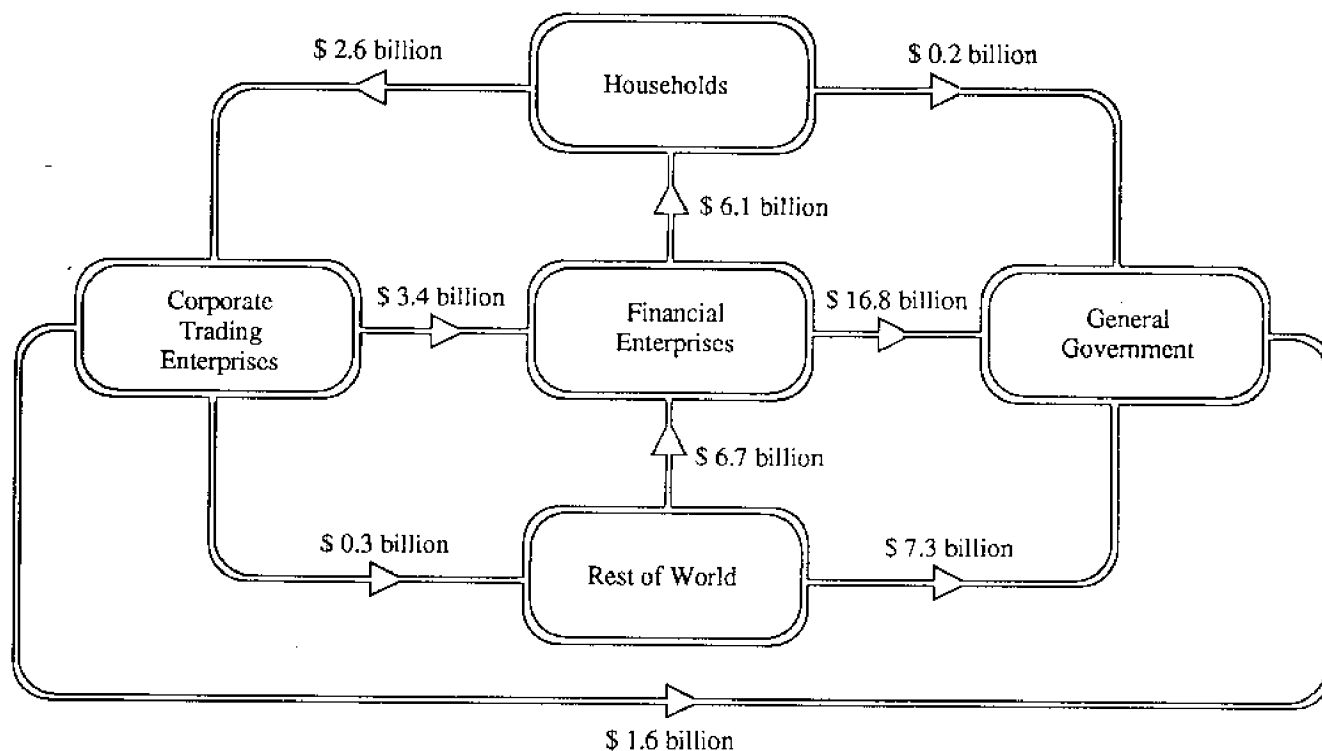 $ 2.6 billion
Households
$ 0.2 billion
$ 6.1 billion
Corporate
Trading
Enterprises
$ 3.4 billion
Financial
Enterprises
$ 16.8 billion
General
Government
$ 6.7 billion
$ 0.3 billion
Rest of World
$ 7.3 billion
$ 1.6 billion